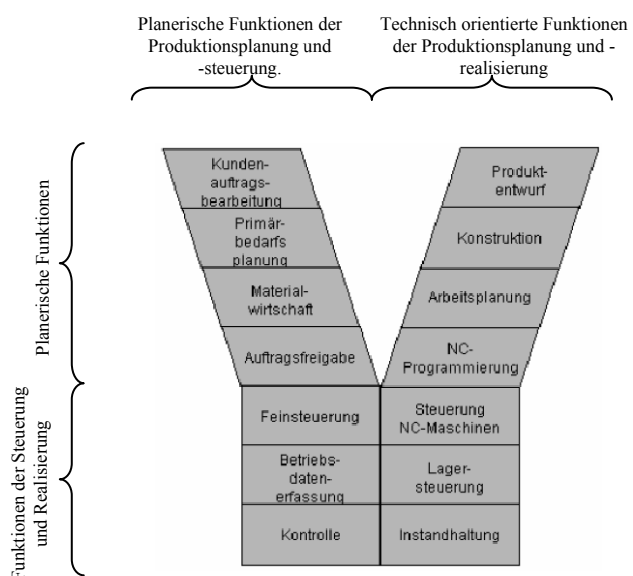 Planerische Funktionen der
Produktionsplanung und
-steuerung.
Technisch orientierte Funktionen
der Produktionsplanung und -
realisierung
Planerische Funktionen
Funktionen der Steuerung
und Realisierung
Kunden-
auftrags-
bearbeitung
Primär-
bedarfs
planung
Material-
wirtschaft
Auftragsfreigabe
Feinsteuerung
Betriebs-
daten-
erfassung
Kontrolle
Produkt-
entwurf
Konstruktion
Arbeitsplanung
NC-
Programmierung
Steuerung
NC-Maschinen
Lager-
steuerung
Instandhaltung